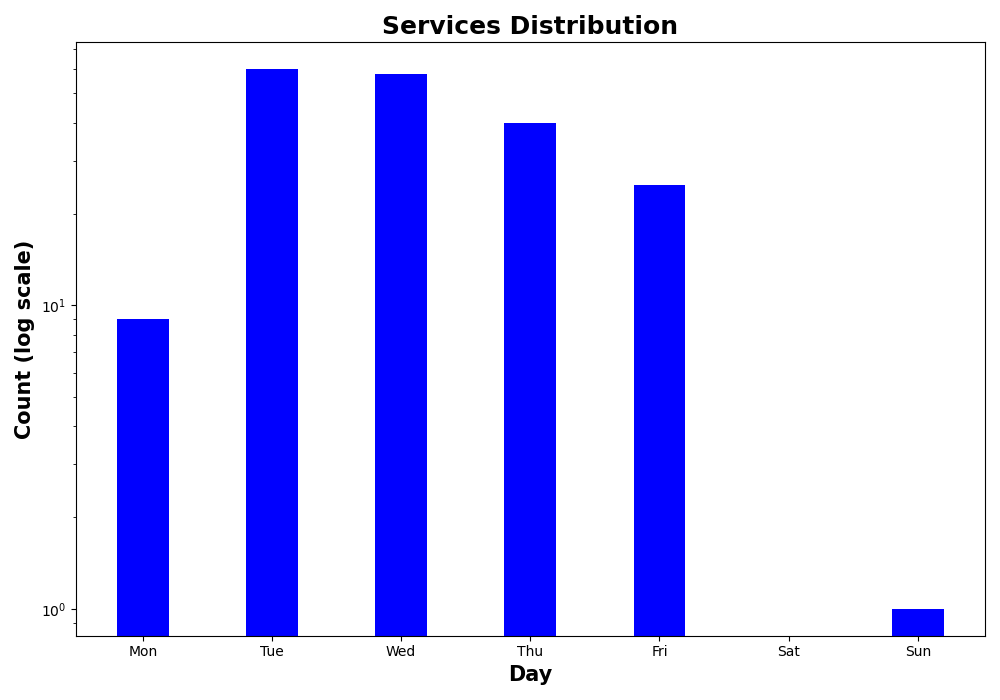 Services Distribution
Count (log scale)
10¹
10⁰
Mon Tue Wed Thu Fri Sat Sun
Day